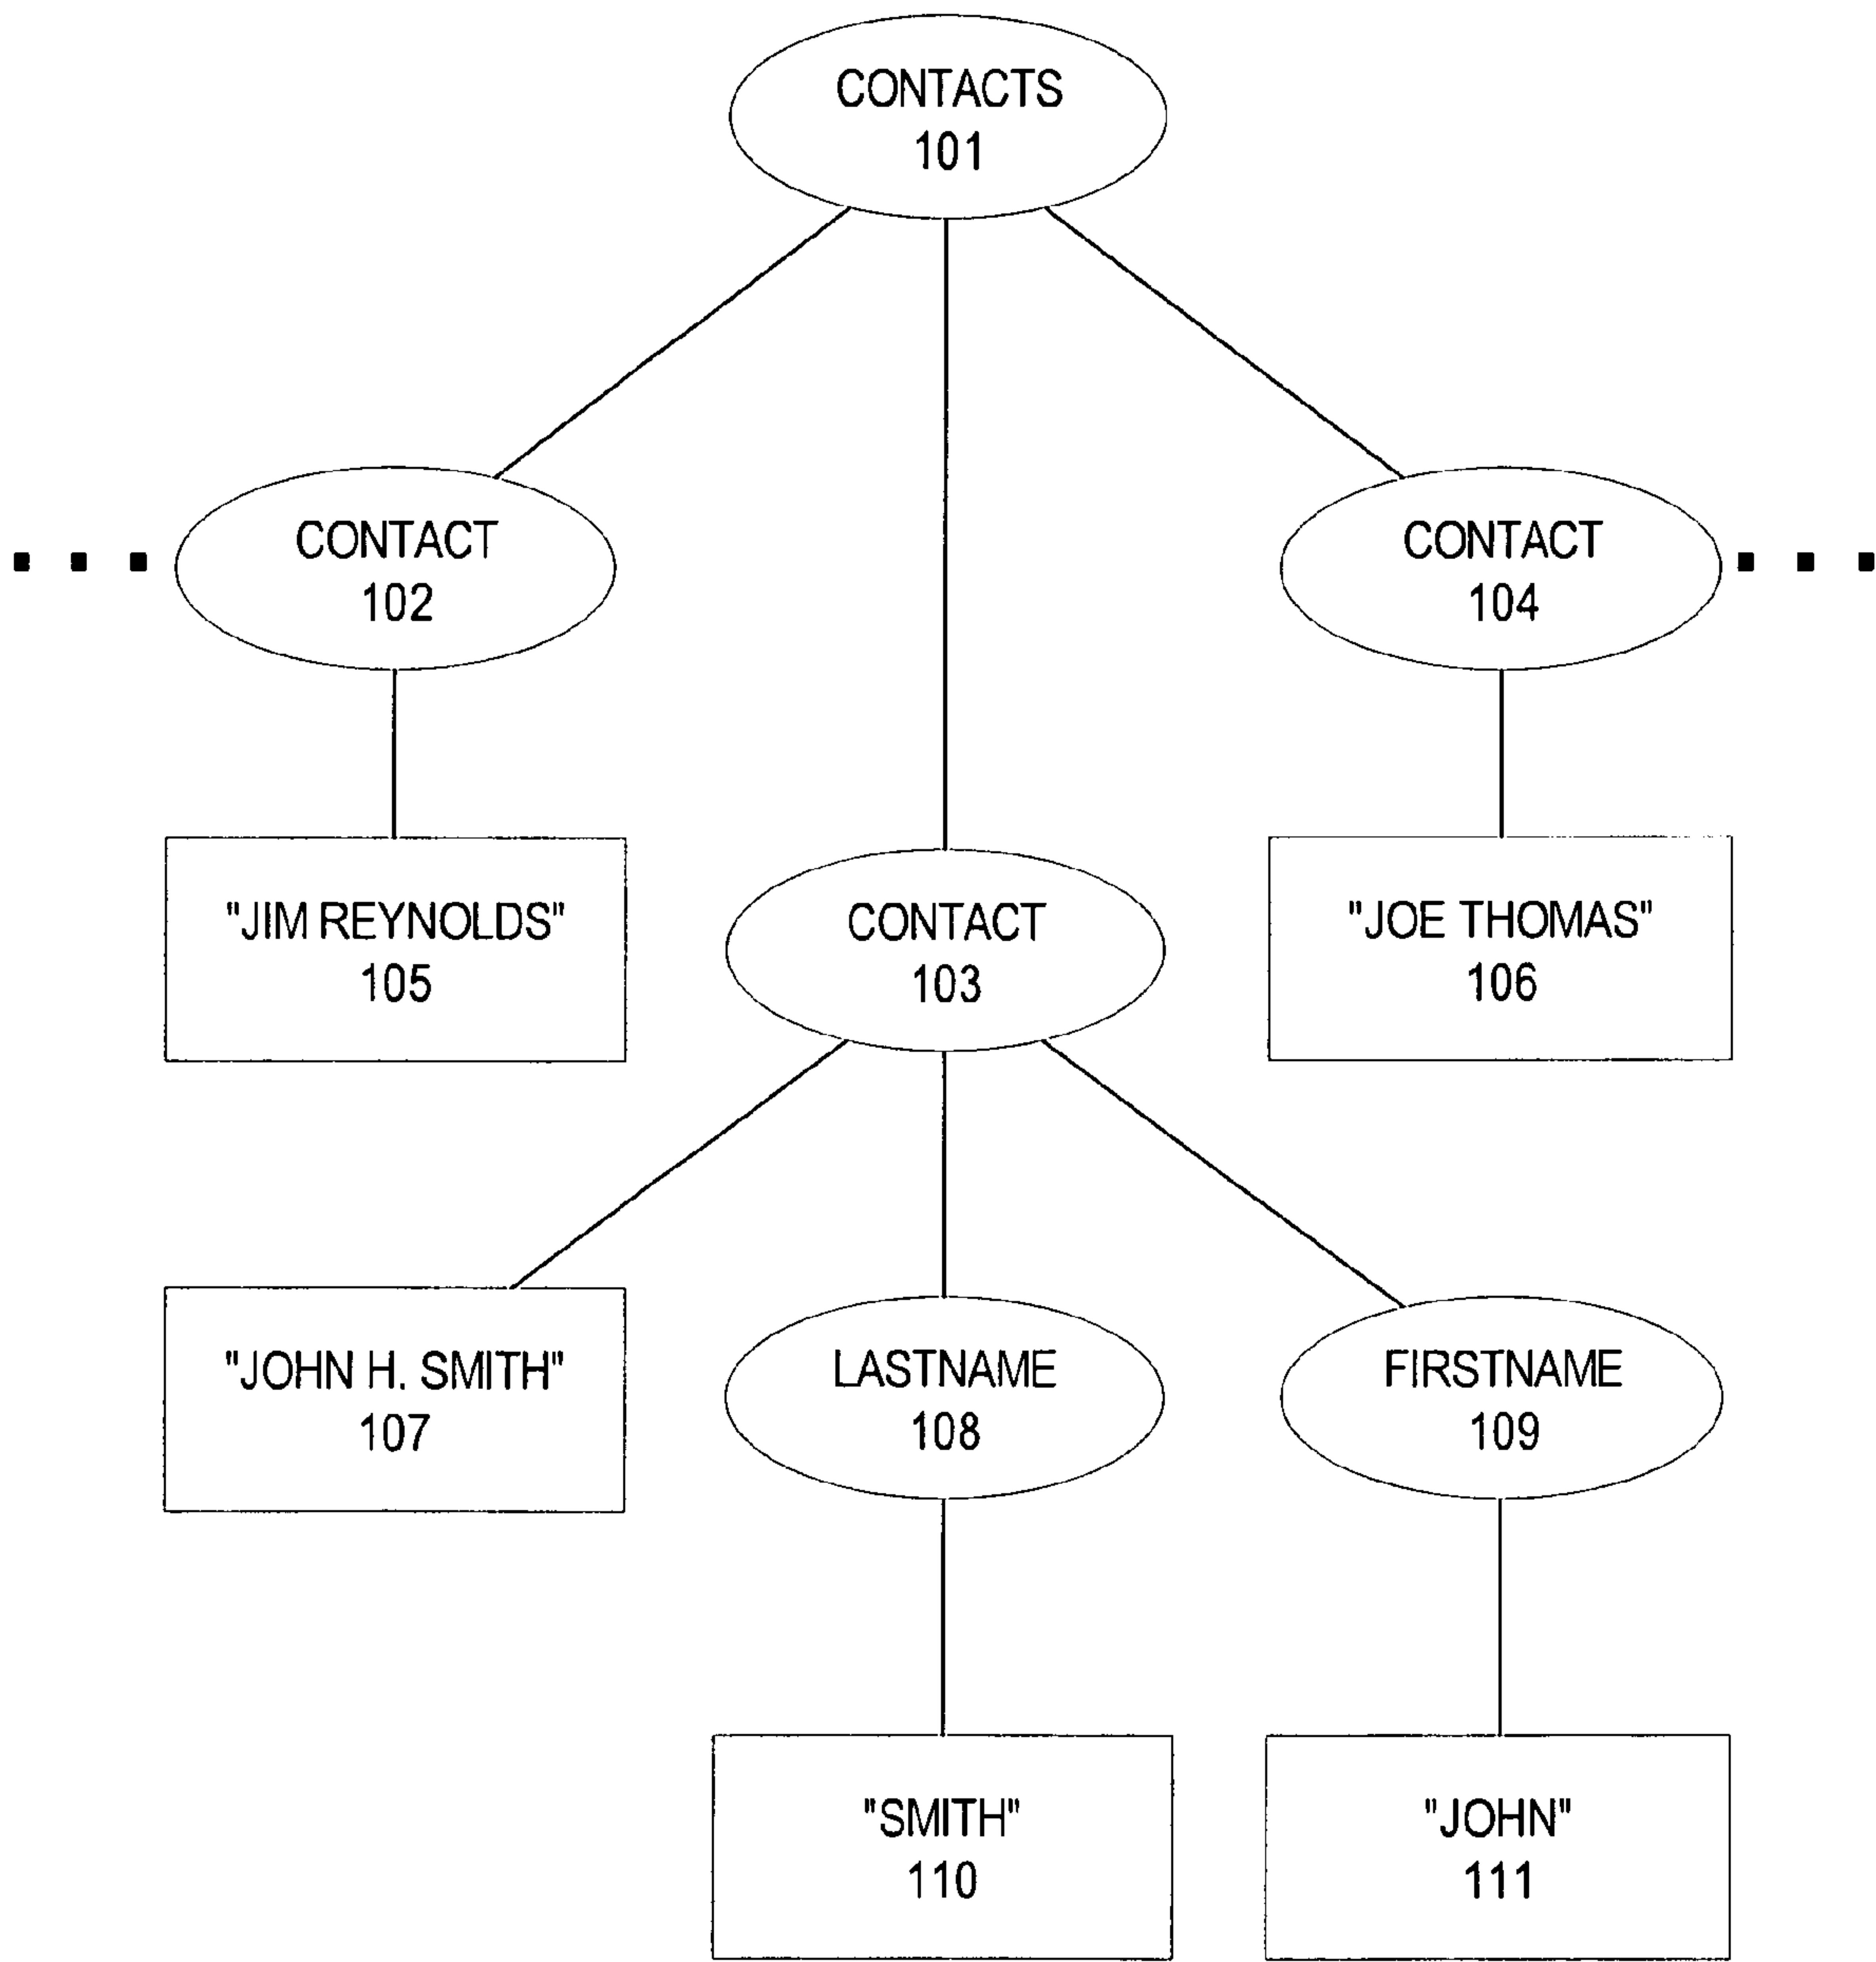 CONTACTS
101
CONTACT
102
CONTACT
104
"JIM REYNOLDS"
105
CONTACT
103
"JOE THOMAS"
106
"JOHN H. SMITH"
107
LASTNAME
108
FIRSTNAME
109
"SMITH"
110
"JOHN"
111